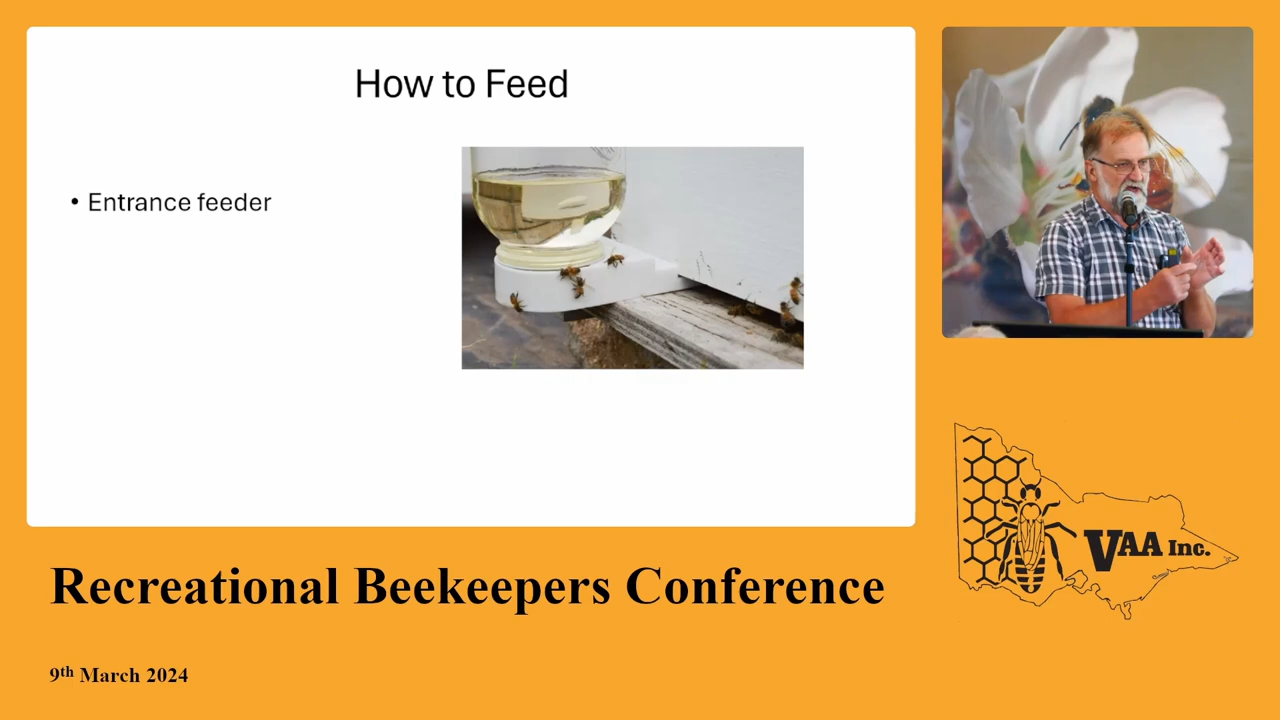 How to Feed
• Entrance feeder
Recreational Beekeepers Conference
9th March 2024
VAA Inc.